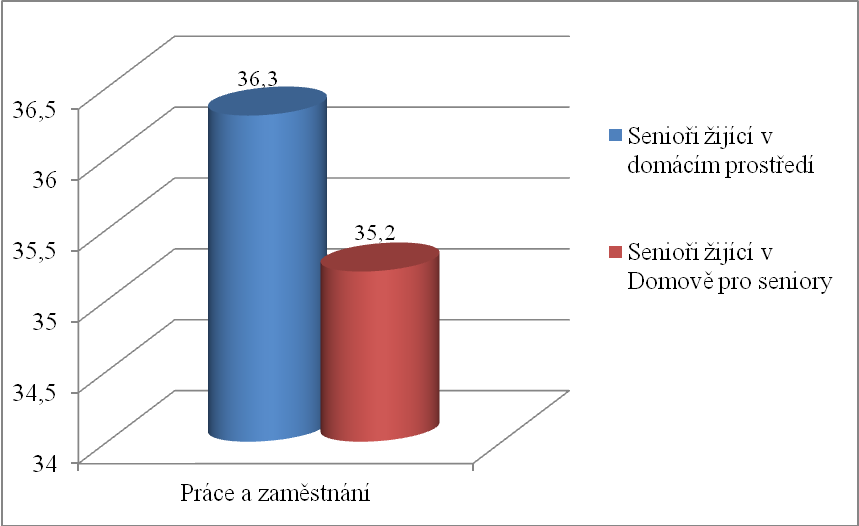 36,3
36,5
36
35,2
35,5
35
34,5
34
Práce a zaměstnání
Senioři žijící v
domácím prostředí
Senioři žijící v
Domově pro seniory